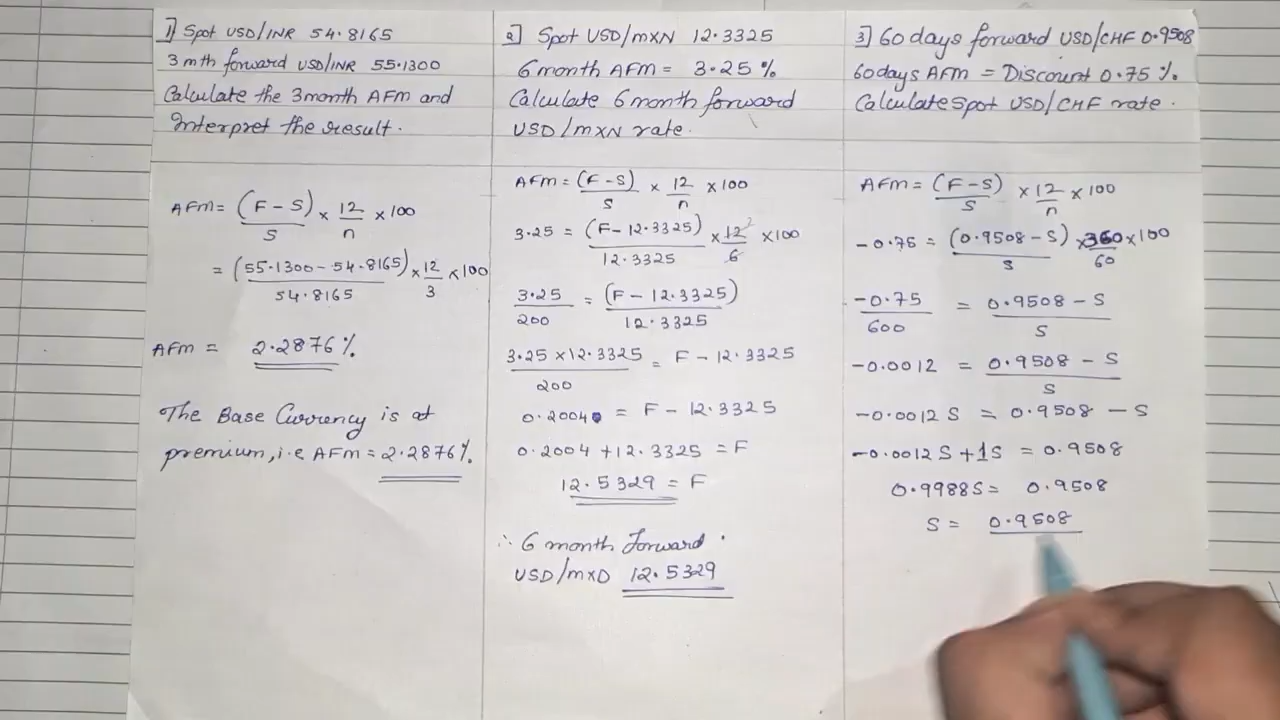 1] Spot USD/INR 54.8165
3 mth forward USD/INR 55.1300
Calculate the 3month AFM and
Interpret the result.
AFM = (F - S) / S × 12 / n × 100
= (55.1300 - 54.8165) / 54.8165 × 12 / 3 × 100
AFM = 2.2876%
The Base Currency is at
premium, i.e AFM = 2.2876%.
2] Spot USD/MXN 12.3325
6 month AFM = 3.25%
Calculate 6 month forward
USD/MXN rate.
AFM = (F - S) / S × 12 / n × 100
3.25 = (F - 12.3325) / 12.3325 × 12 2 / 6 × 100
3.25 / 200 = (F - 12.3325) / 12.3325
3.25 × 12.3325 / 200 = F - 12.3325
0.2004 = F - 12.3325
0.2004 + 12.3325 = F
12.5329 = F
∴ 6 month Forward
USD/MXD 12.5329
3] 60 days forward USD/CHF 0.9508
60 days AFM = Discount 0.75%.
Calculate Spot USD/CHF rate.
AFM = (F - S) / S × 12 / n × 100
-0.75 = (0.9508 - S) / S × 360 / 60 × 100
-0.75 / 600 = 0.9508 - S / S
-0.0012 = 0.9508 - S / S
-0.0012 S = 0.9508 - S
-0.0012 S + 1S = 0.9508
0.9988S = 0.9508
S = 0.9508